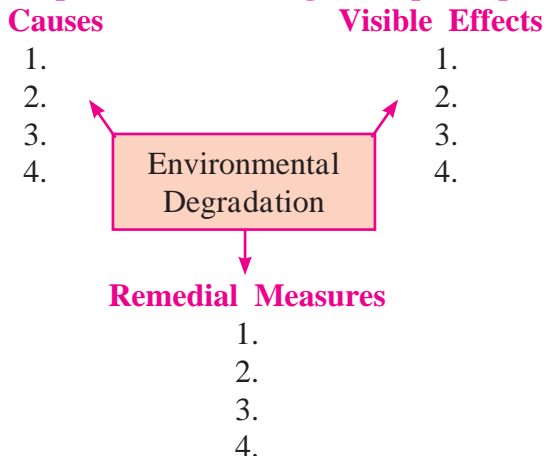 Causes
1.
2.
3.
4.
Visible Effects
1.
2.
3.
4.
Environmental
Degradation
Remedial Measures
1.
2.
3.
4.